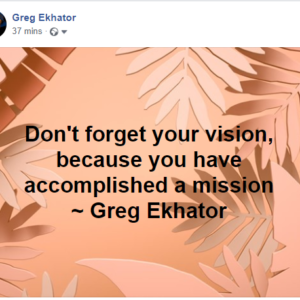 Greg Ekhator
37 mins ·
Don't forget your vision,
because you have
accomplished a mission
~ Greg Ekhator